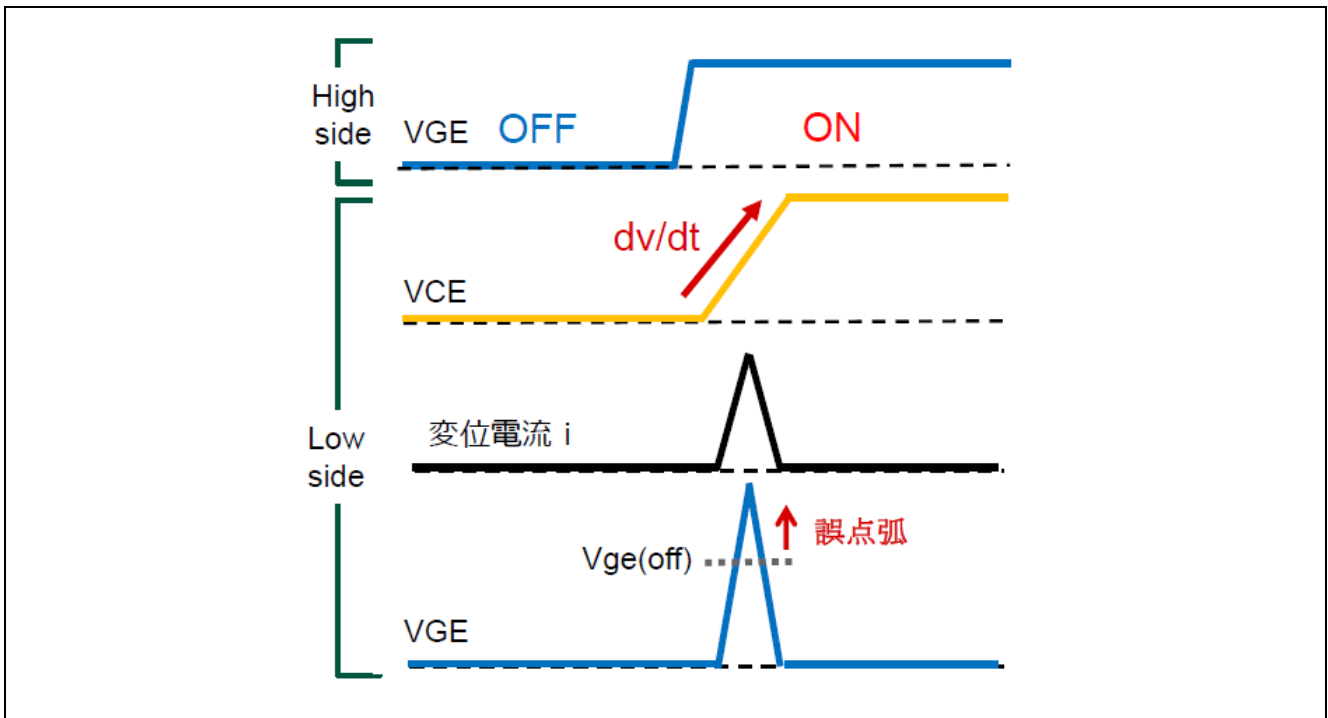 High
side
VGE OFF ON
dv/dt
VCE
Low
side
変位電流 i
誤点弧
Vge(off)
VGE